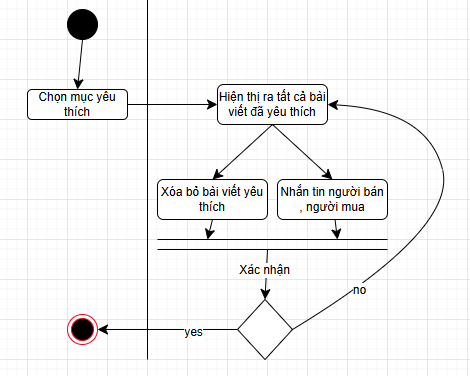 Chọn mục yêu
thích
Hiện thị ra tất cả bài
viết đã yêu thích
Xóa bỏ bài viết yêu
thích
Nhắn tin người bán
, người mua
Xác nhận
no
yes